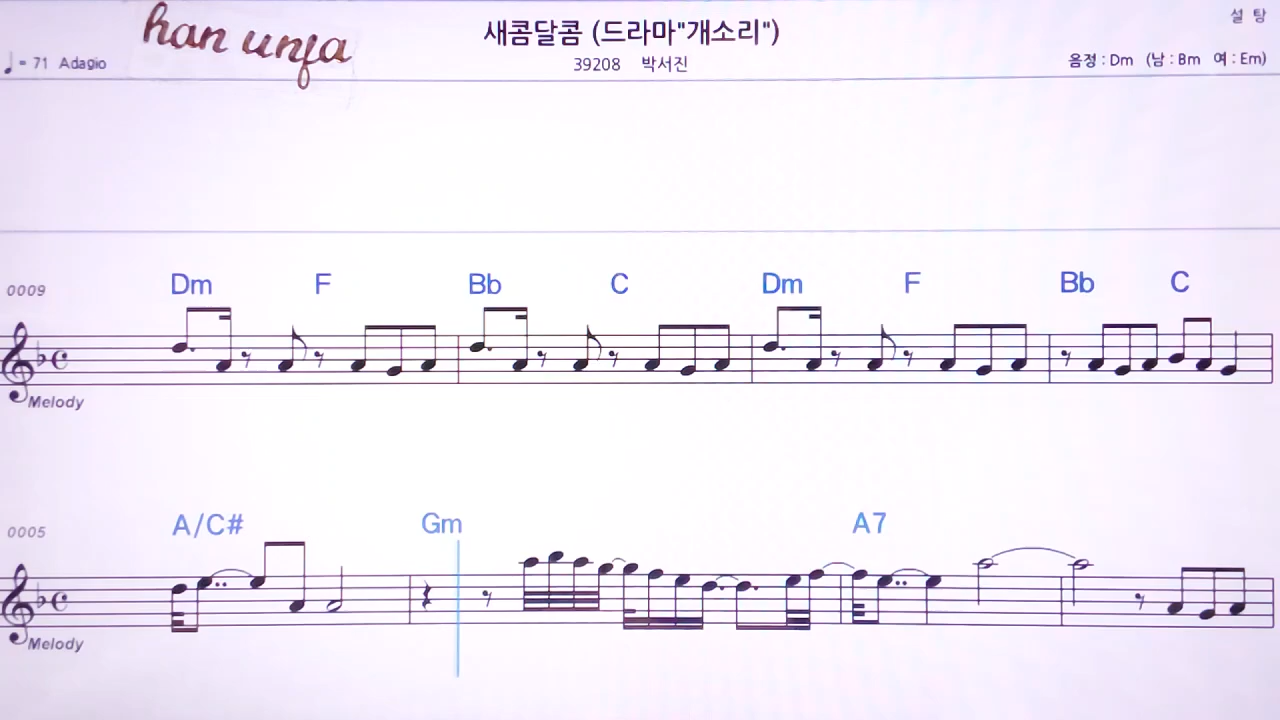 han unja
새콤달콤 (드라마"개소리")
설 탕
♩= 71 Adagio
39208 박서진
음정 : Dm (남 : Bm 여 : Em)
0009 Dm F Bb C Dm F Bb C
Melody
0005 A/C# Gm A7
Melody